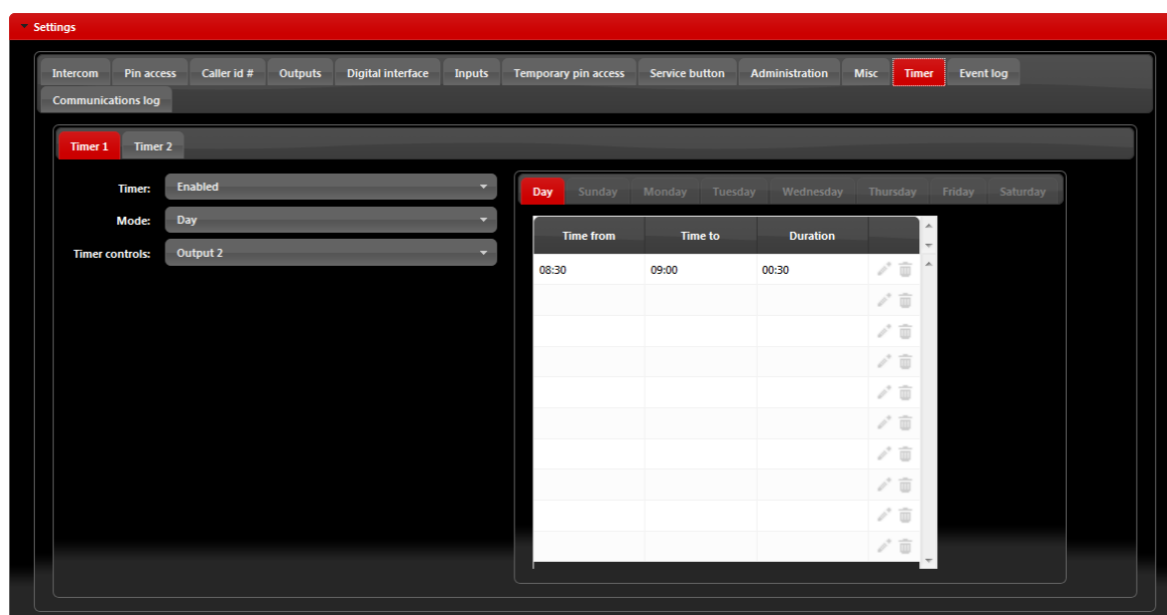 Settings
Intercom Pin access Caller id # Outputs Digital interface Inputs Temporary pin access Service button Administration Misc Timer Event log
Communications log
Timer 1 Timer 2
Timer: Enabled
Mode: Day
Timer controls: Output 2
Day Sunday Monday Tuesday Wednesday Thursday Friday Saturday
Time from Time to Duration
08:30 09:00 00:30